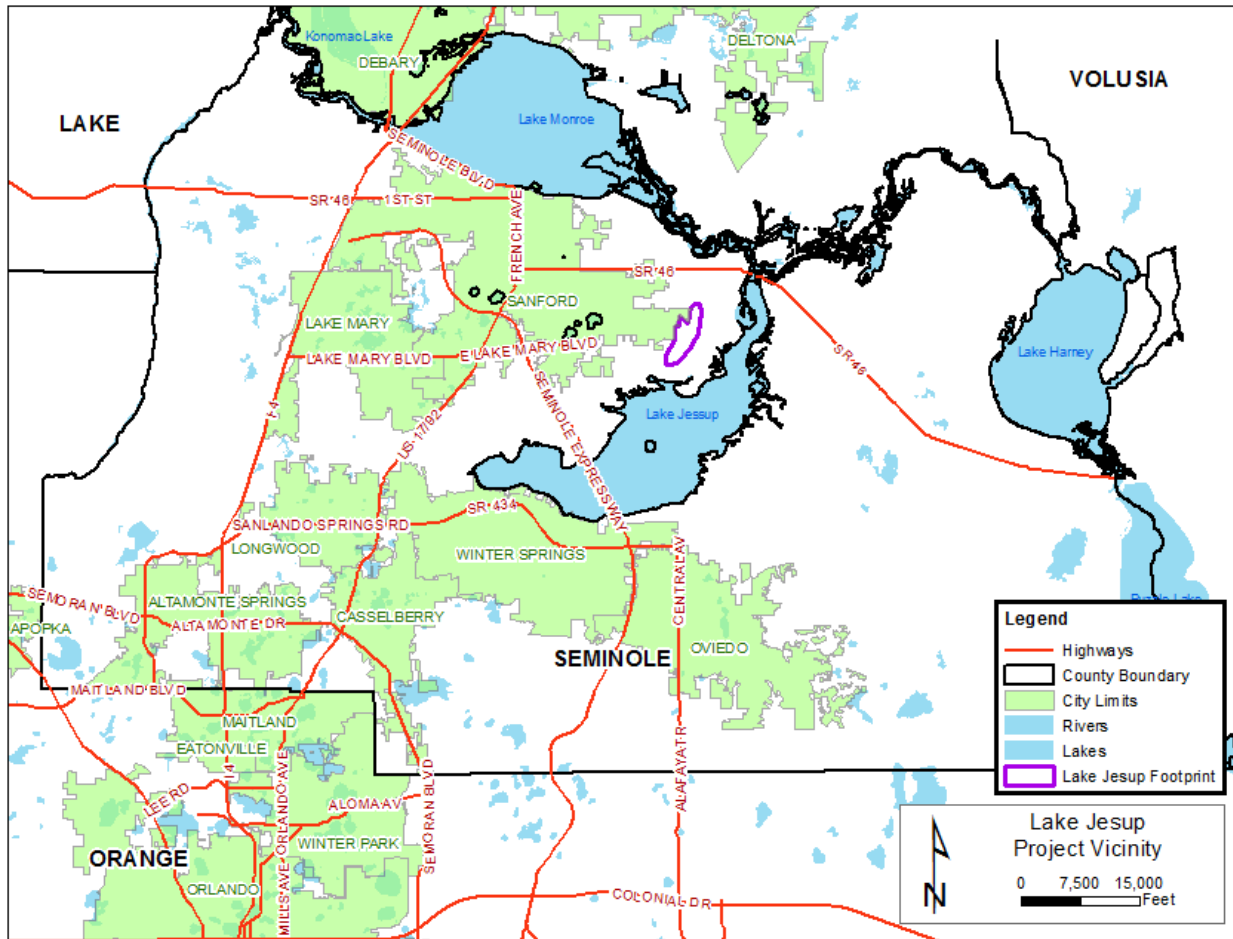 Konomac Lake
DEBARY
DELTONA
VOLUSIA
LAKE
Lake Monroe
SEMINOLE BLVD
SR 46
1ST ST
FRENCH AVE
SR 46
SANFORD
LAKE MARY
LAKE MARY BLVD
E LAKE MARY BLVD
SR 46
Lake Harney
I-4
US-17/92
SEMINOLE EXPRESSWAY
Lake Jessup
SR 434
SANLANDO SPRINGS RD
LONGWOOD
WINTER SPRINGS
CENTRAL AV
SEMORAN BLVD
ALTAMONTE SPRINGS
APOPKA
ALTAMONTE DR
CASSELBERRY
SEMINOLE
OVIEDO
MAITLAND BLVD
MAITLAND
EATONVILLE
I-4
ORLANDO AVE
SEMORAN BLVD
ALAFAYA TR
LEE RD
ALOMA AV
ORANGE
WINTER PARK
ORLANDO
MILLS AVE
COLONIAL DR
Legend
Highways
County Boundary
City Limits
Rivers
Lakes
Lake Jesup Footprint
Lake Jesup
Project Vicinity
0 7,500 15,000
Feet
N